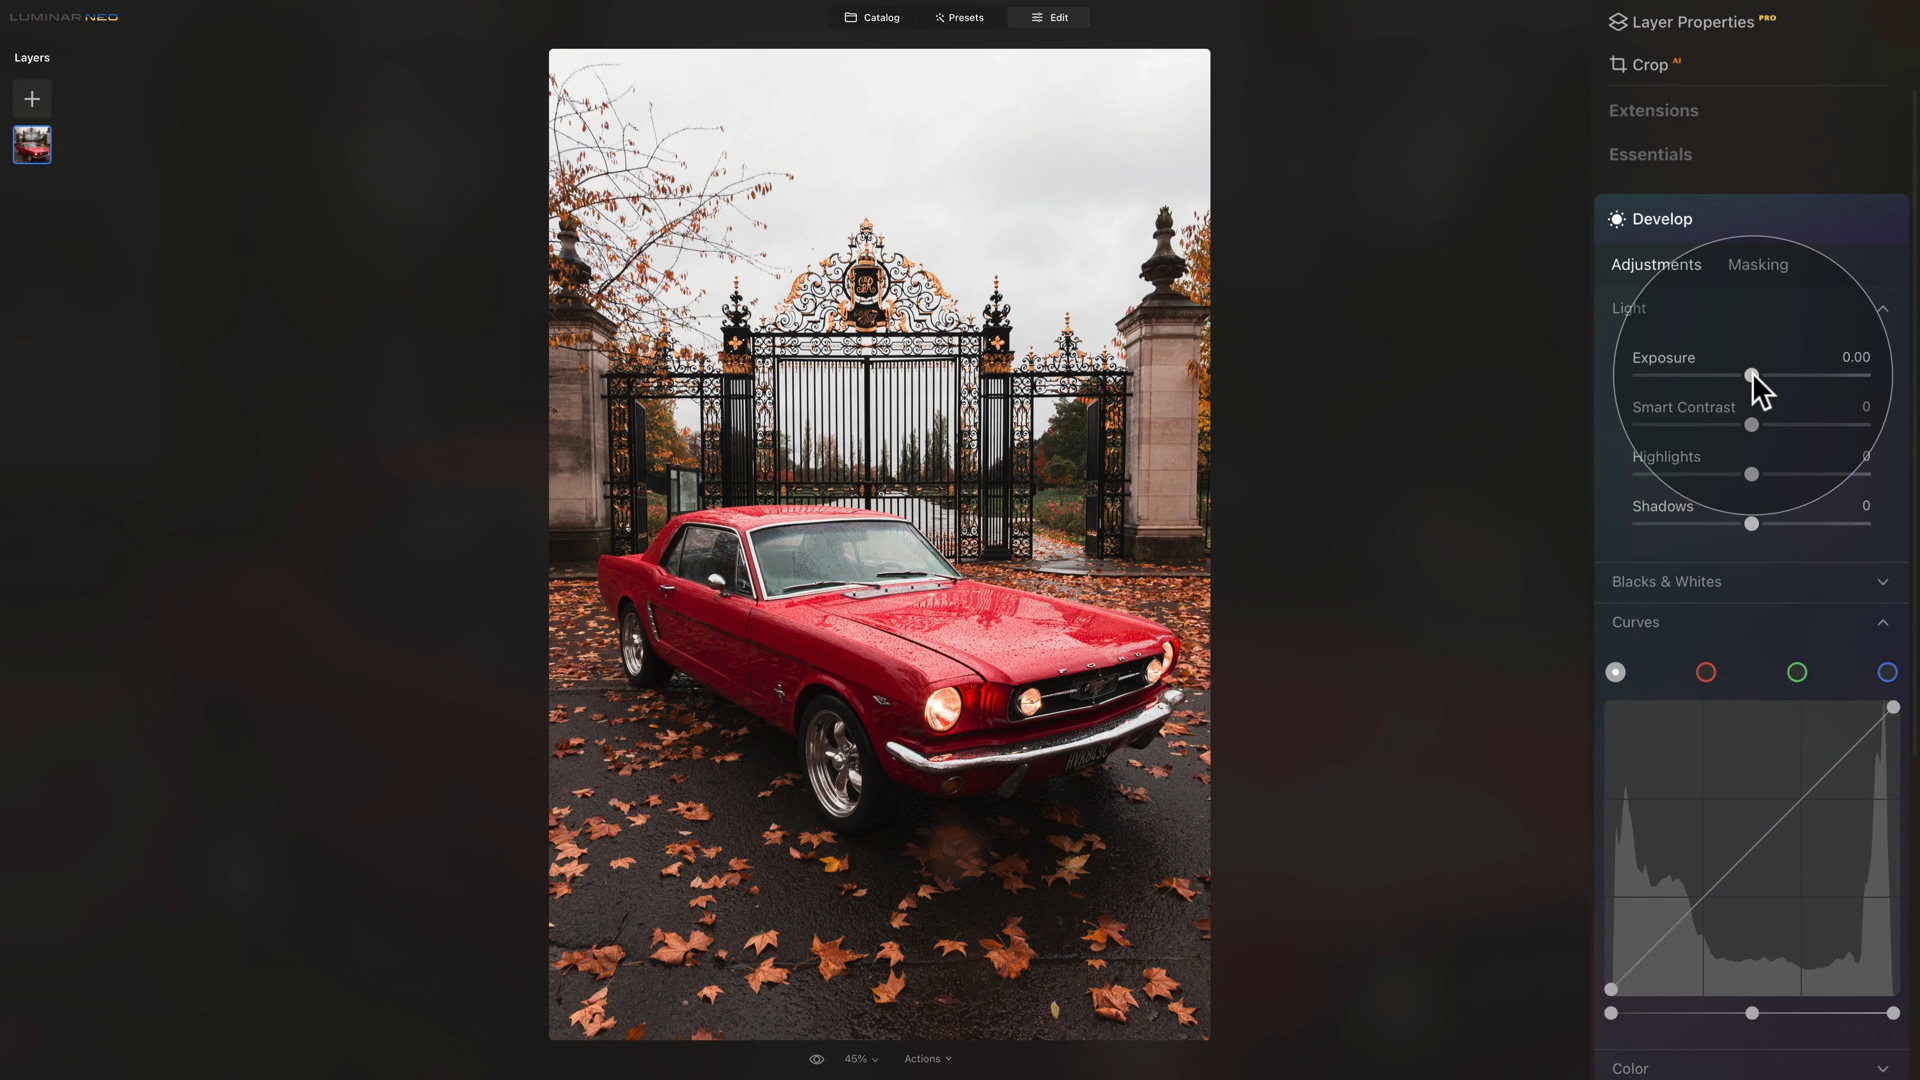 LUMINAR NEO
Catalog
Presets
Edit
Layers
Layer Properties PRO
Crop AI
Extensions
Essentials
Develop
Adjustments
Masking
Light
Exposure 0.00
Smart Contrast 0
Highlights 0
Shadows 0
Blacks & Whites
Curves
Color
FORD
45%
Actions